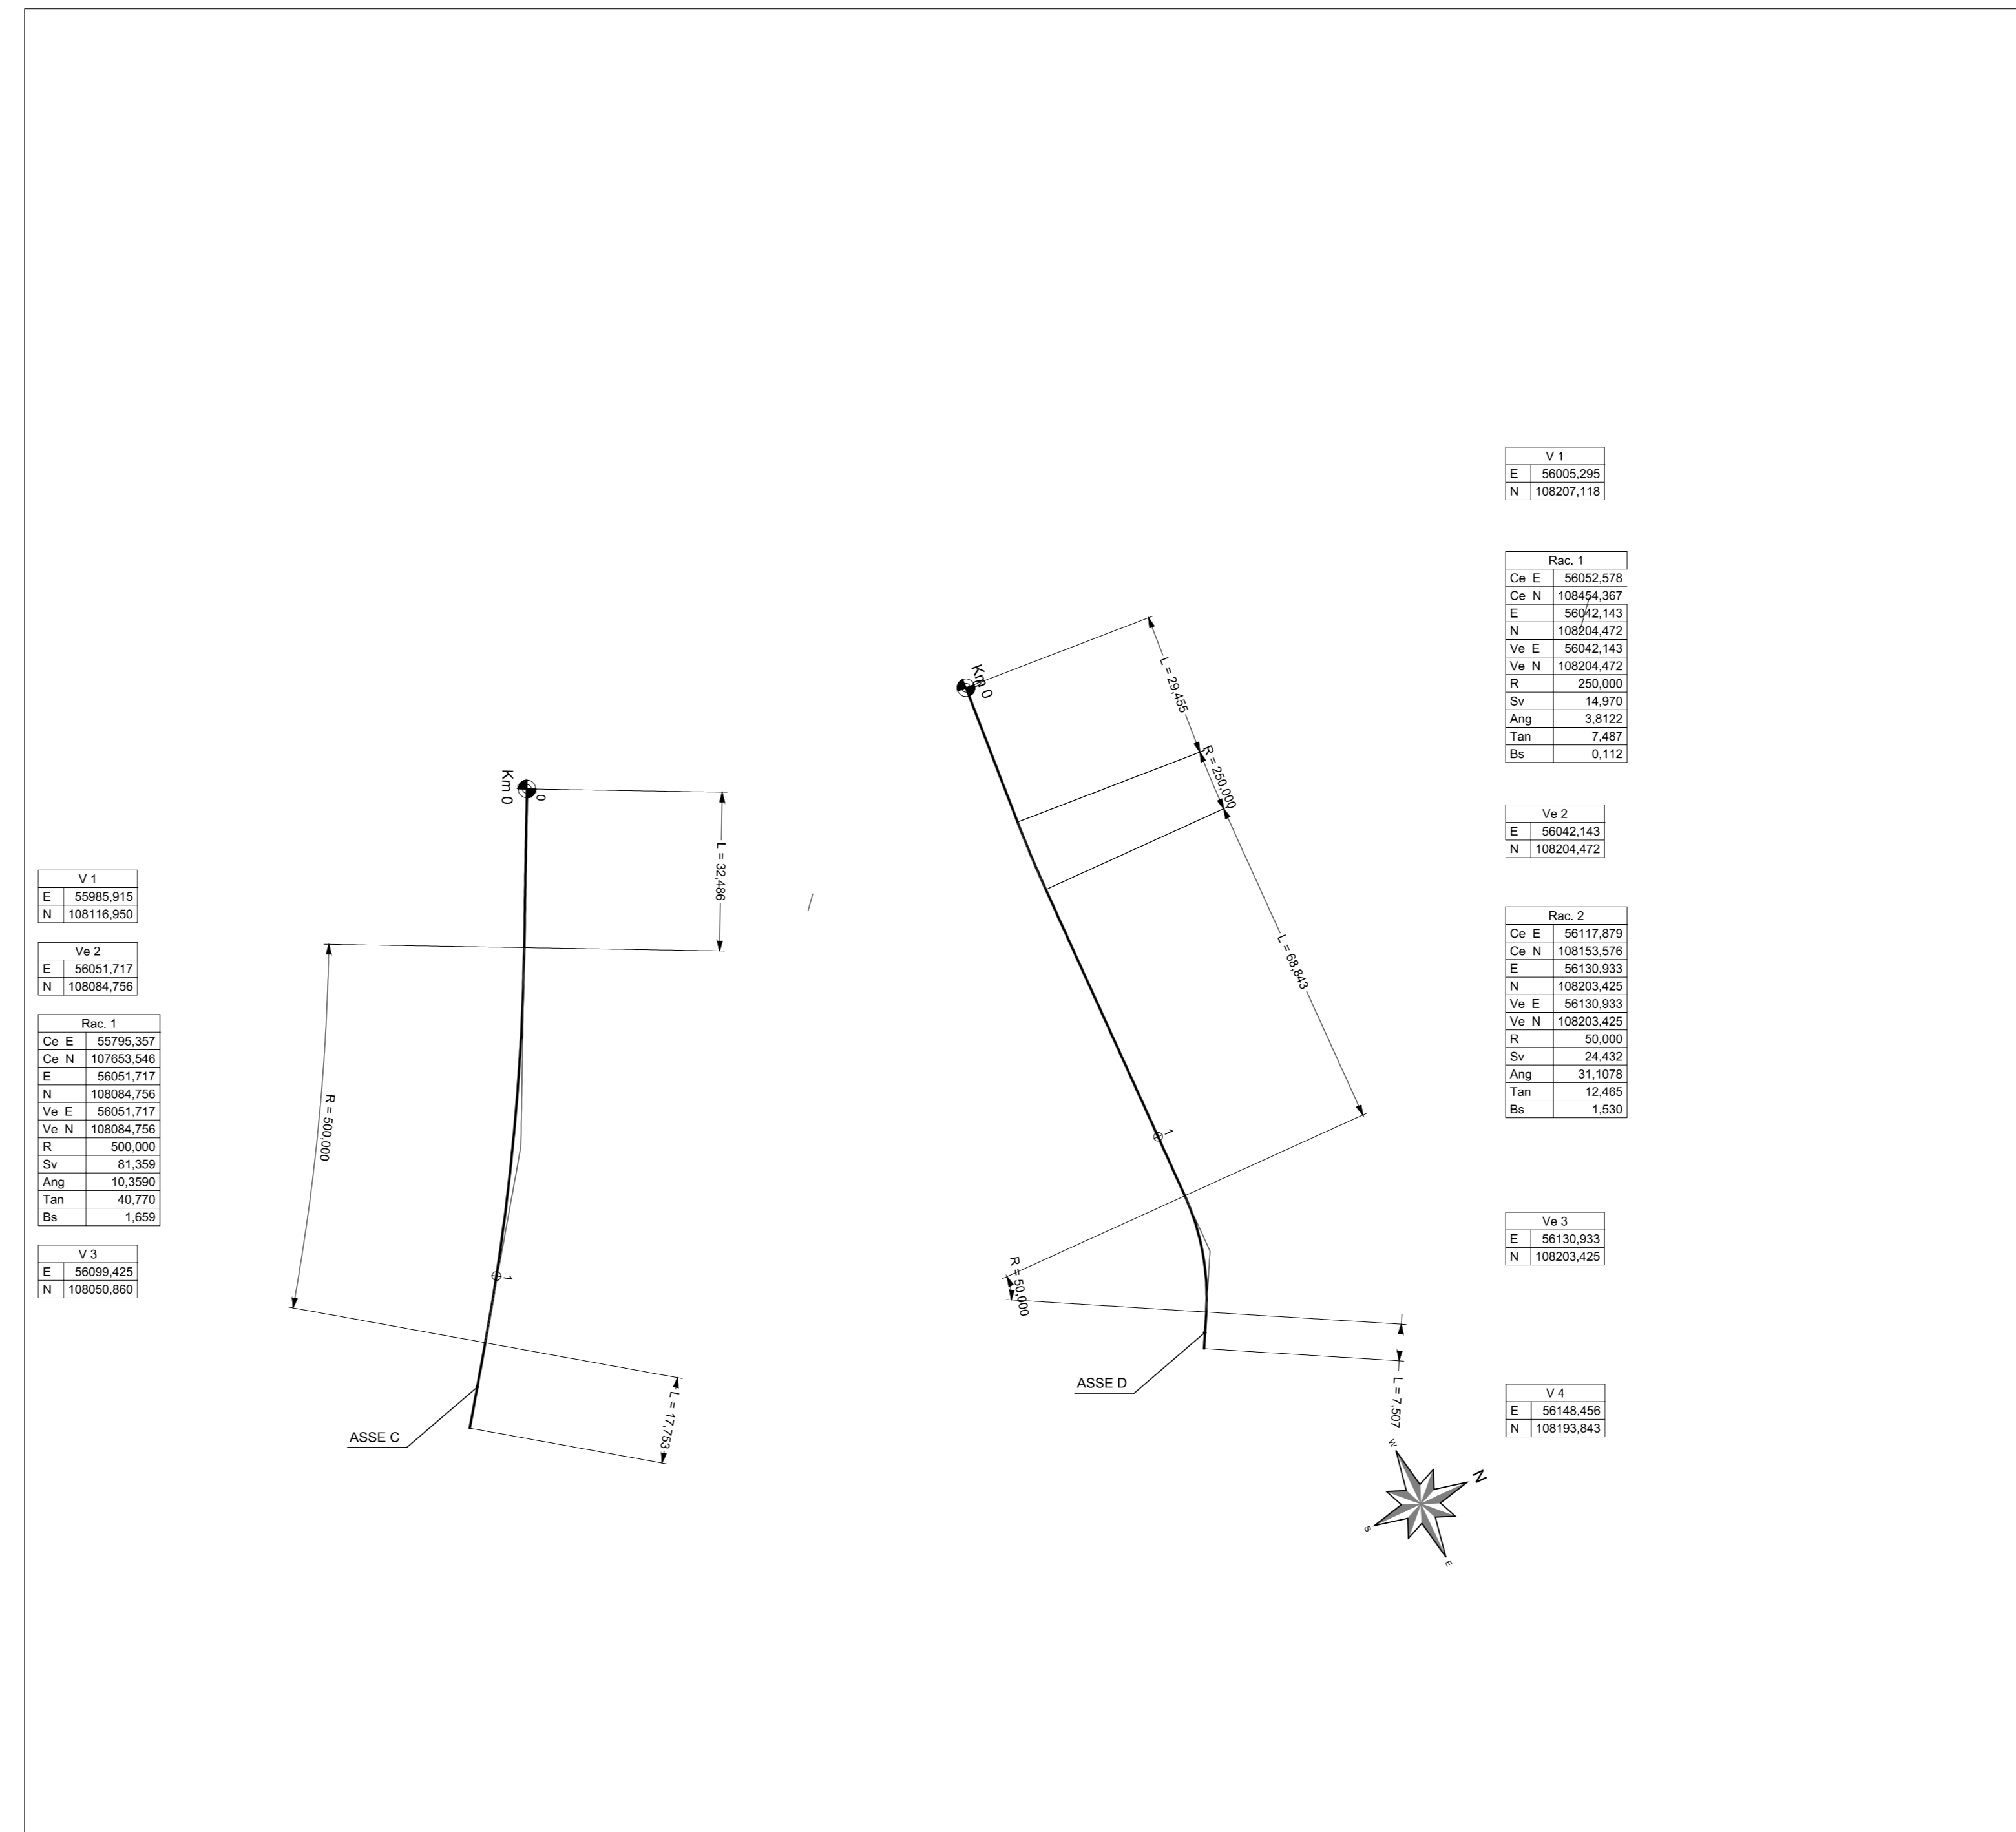 V 1
E 55985,915
N 108116,950
Ve 2
E 56051,717
N 108084,756
Rac. 1
Ce E 55795,357
Ce N 107653,546
E 56051,717
N 108084,756
Ve E 56051,717
Ve N 108084,756
R 500,000
Sv 81,359
Ang 10,3590
Tan 40,770
Bs 1,659
V 3
E 56099,425
N 108050,860
Km 0
0
L = 32,486
R = 500,000
1
L = 17,753
ASSE C
Km 0
L = 29,455
R = 250,000
L = 68,843
1
R = 50,000
L = 7,507
ASSE D
V 1
E 56005,295
N 108207,118
Rac. 1
Ce E 56052,578
Ce N 108454,367
E 56042,143
N 108204,472
Ve E 56042,143
Ve N 108204,472
R 250,000
Sv 14,970
Ang 3,8122
Tan 7,487
Bs 0,112
Ve 2
E 56042,143
N 108204,472
Rac. 2
Ce E 56117,879
Ce N 108153,576
E 56130,933
N 108203,425
Ve E 56130,933
Ve N 108203,425
R 50,000
Sv 24,432
Ang 31,1078
Tan 12,465
Bs 1,530
Ve 3
E 56130,933
N 108203,425
V 4
E 56148,456
N 108193,843
W
N
S
E